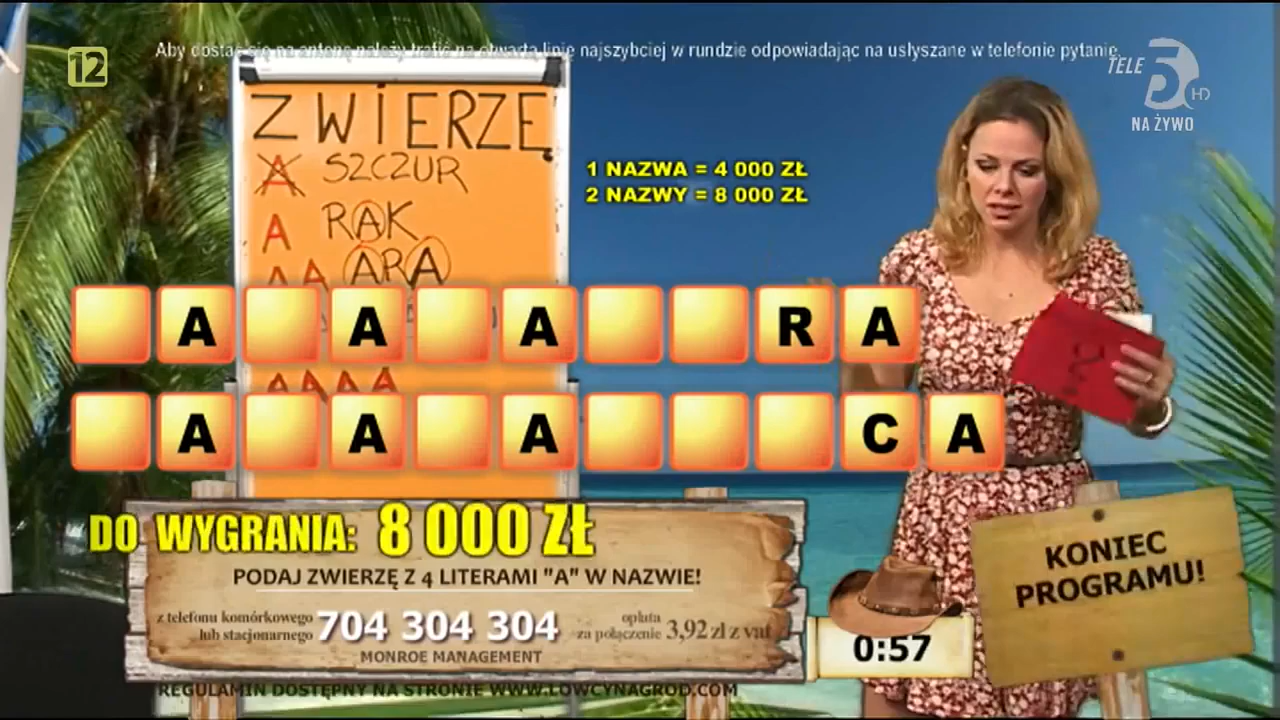 Aby dostać się na antenę należy trafić na otwartą linię najszybciej w rundzie odpowiadając na usłyszane w telefonie pytanie.
12
TELE 5 HD
NA ŻYWO
ZWIERZĘ
A SZCZUR
A RAK
AA ARA
AAAA
1 NAZWA = 4 000 ZŁ
2 NAZWY = 8 000 ZŁ
A A A R A
A A A C A
DO WYGRANIA: 8 000 ZŁ
PODAJ ZWIERZĘ Z 4 LITERAMI "A" W NAZWIE!
z telefonu komórkowego
lub stacjonarnego
704 304 304
opłata
za połączenie 3,92 zł z vat
MONROE MANAGEMENT
REGULAMIN DOSTĘPNY NA STRONIE WWW.LOWCYNAGROD.COM
0:57
KONIEC
PROGRAMU!